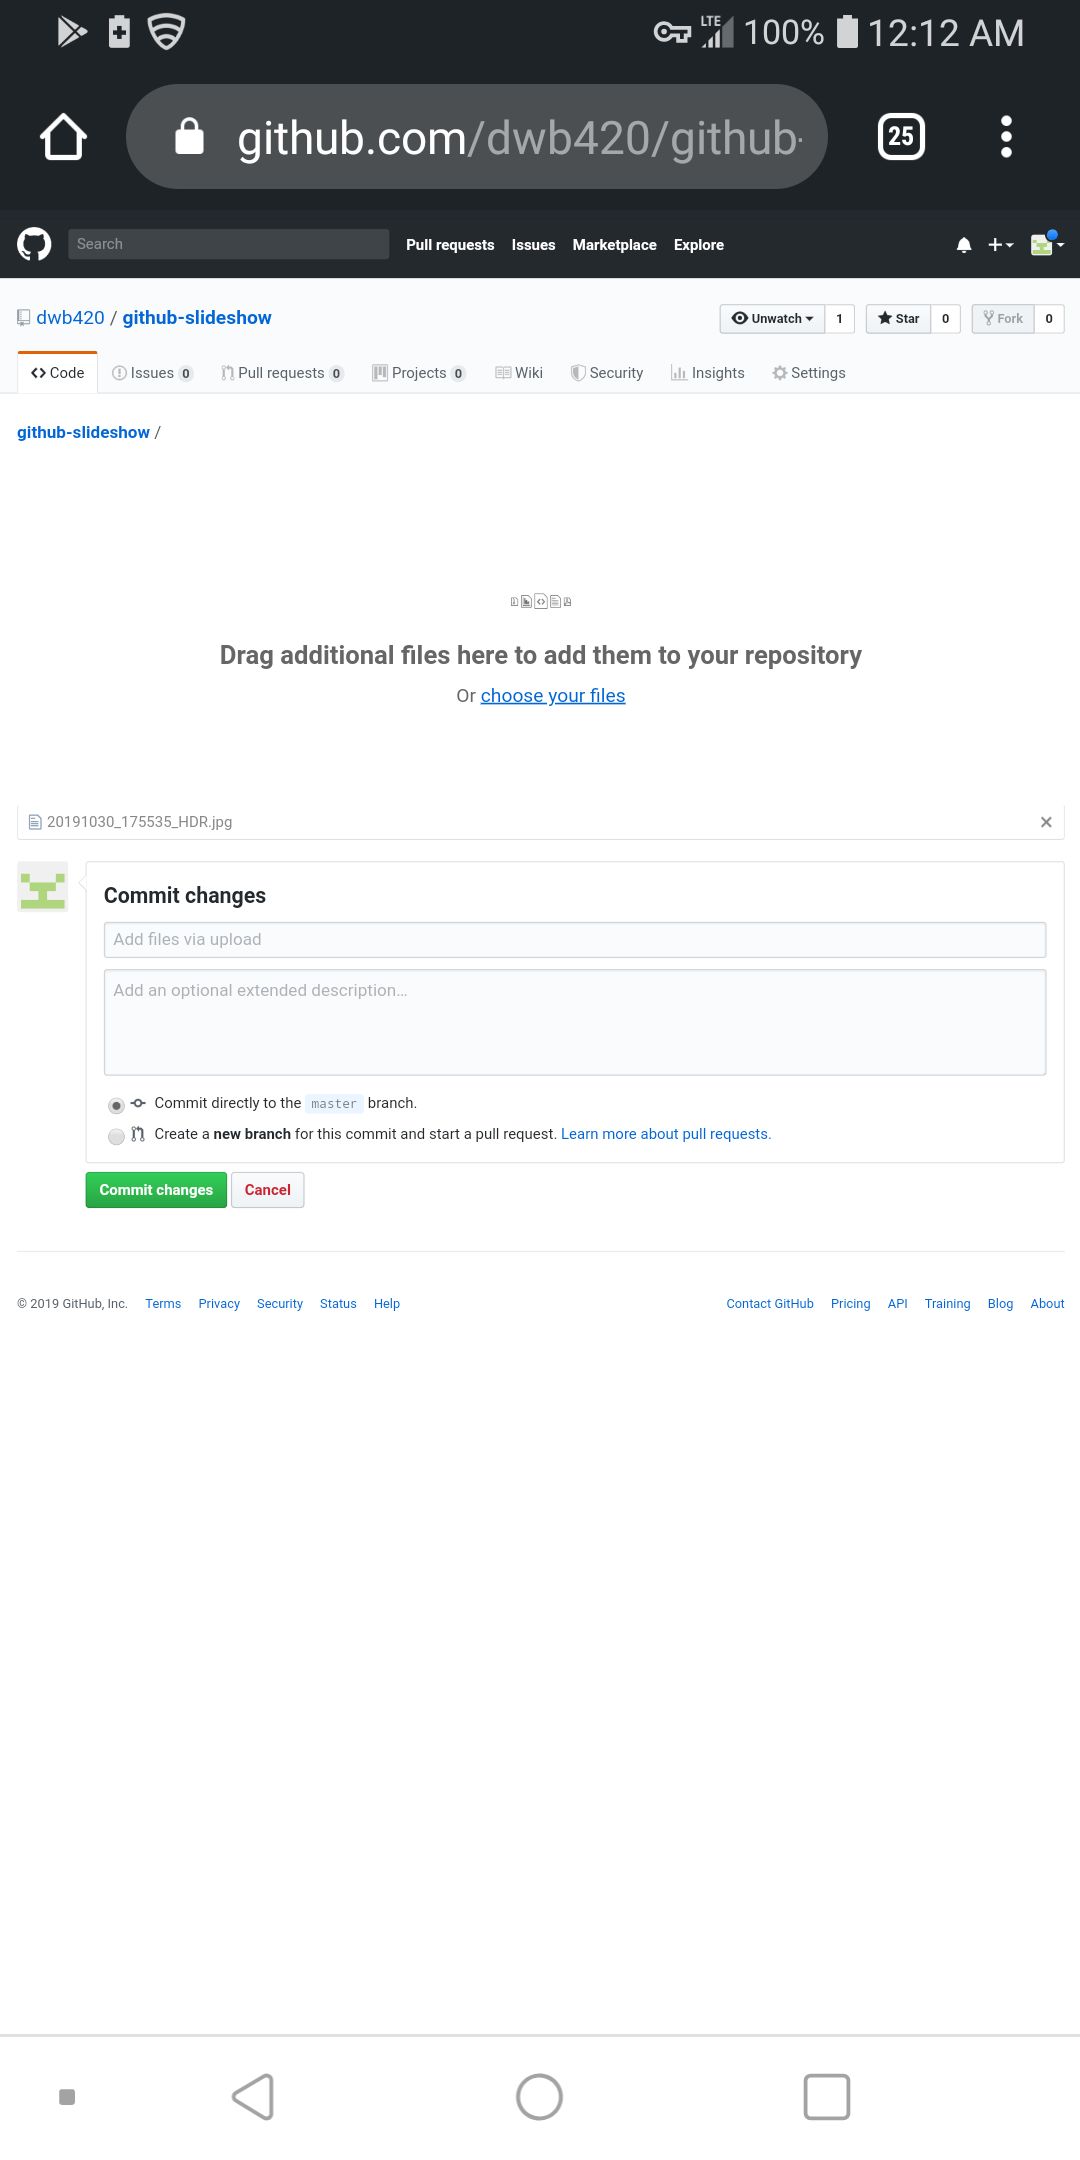 LTE 100% 12:12 AM
github.com/dwb420/github- 25
Search Pull requests Issues Marketplace Explore
dwb420 / github-slideshow Unwatch 1 Star 0 Fork 0
Code Issues 0 Pull requests 0 Projects 0 Wiki Security Insights Settings
github-slideshow /
Drag additional files here to add them to your repository
Or choose your files
20191030_175535_HDR.jpg
Commit changes
Add files via upload
Add an optional extended description…
Commit directly to the master branch.
Create a new branch for this commit and start a pull request. Learn more about pull requests.
Commit changes Cancel
© 2019 GitHub, Inc. Terms Privacy Security Status Help Contact GitHub Pricing API Training Blog About